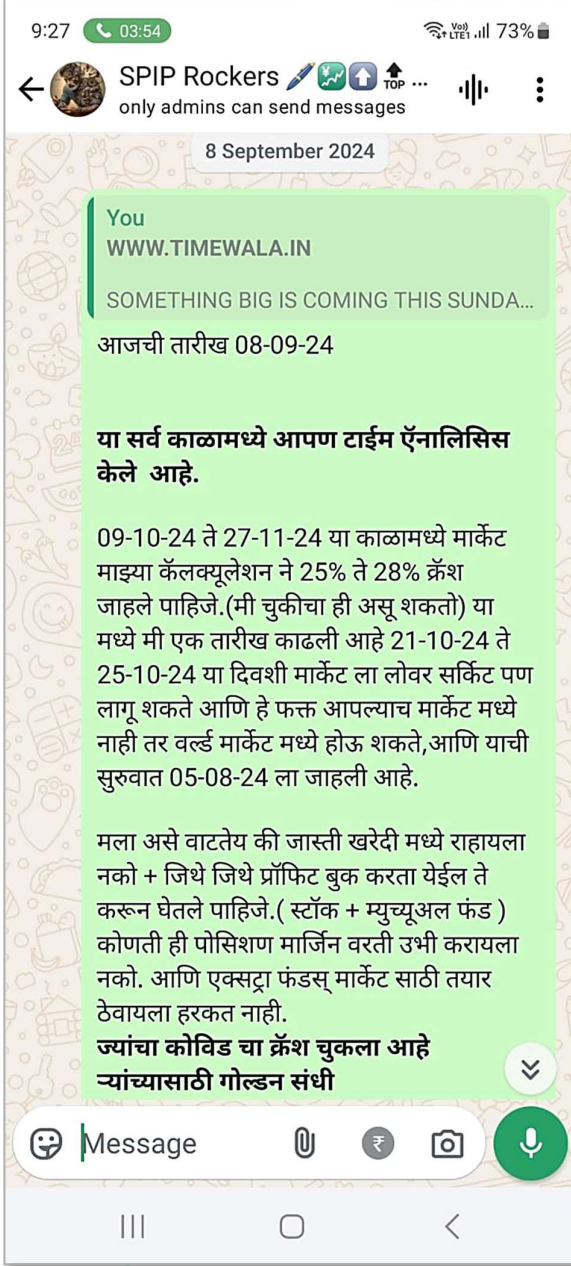 9:27 03:54 Vo)) LTE1 73%
SPIP Rockers 🖊️💹⬆️🔝 ...
only admins can send messages
8 September 2024
You
WWW.TIMEWALA.IN
SOMETHING BIG IS COMING THIS SUNDA...
आजची तारीख 08-09-24
या सर्व काळामध्ये आपण टाईम ऍनालिसिस
केले आहे.
09-10-24 ते 27-11-24 या काळामध्ये मार्केट
माझ्या कॅलक्यूलेशन ने 25% ते 28% क्रॅश
जाहले पाहिजे.(मी चुकीचा ही असू शकतो) या
मध्ये मी एक तारीख काढली आहे 21-10-24 ते
25-10-24 या दिवशी मार्केट ला लोवर सर्किट पण
लागू शकते आणि हे फक्त आपल्याच मार्केट मध्ये
नाही तर वर्ल्ड मार्केट मध्ये होऊ शकते,आणि याची
सुरुवात 05-08-24 ला जाहली आहे.
मला असे वाटतेय की जास्ती खरेदी मध्ये राहायला
नको + जिथे जिथे प्रॉफिट बुक करता येईल ते
करून घेतले पाहिजे.( स्टॉक + म्युच्यूअल फंड )
कोणती ही पोसिशण मार्जिन वरती उभी करायला
नको. आणि एक्सट्रा फंडस् मार्केट साठी तयार
ठेवायला हरकत नाही.
ज्यांचा कोविड चा क्रॅश चुकला आहे
ऱ्यांच्यासाठी गोल्डन संधी
Message